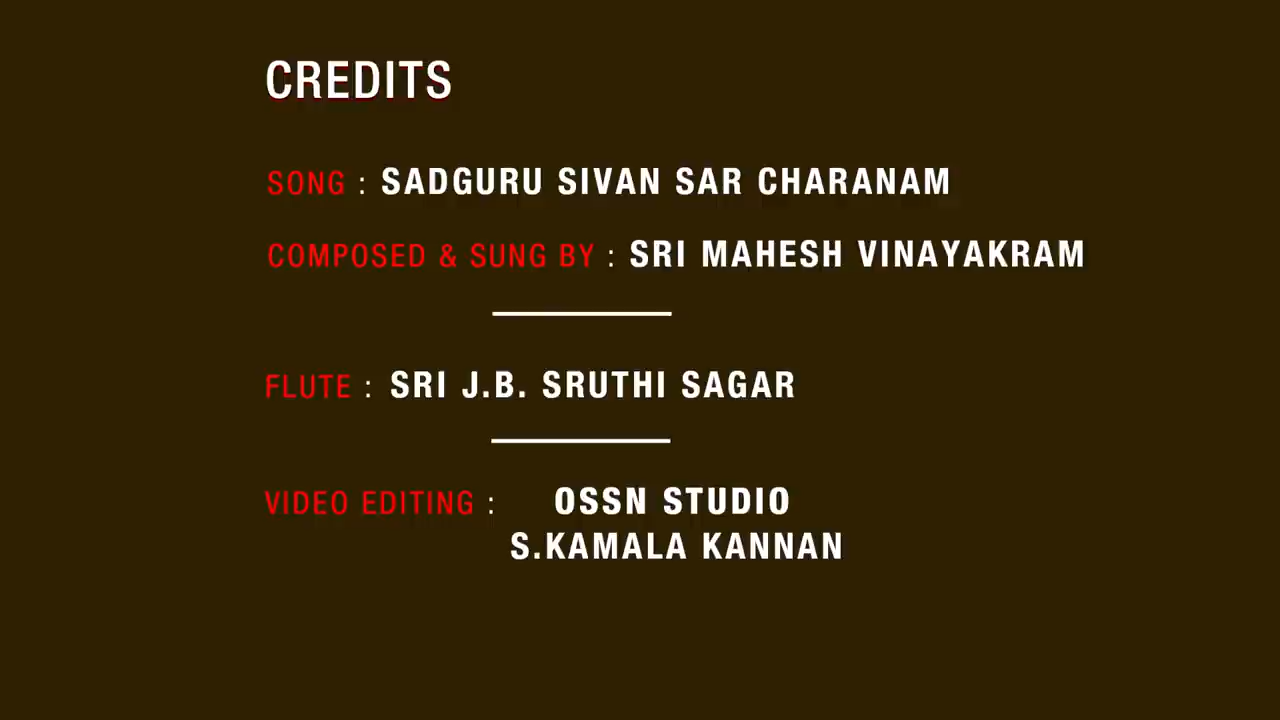 CREDITS
SONG : SADGURU SIVAN SAR CHARANAM
COMPOSED & SUNG BY : SRI MAHESH VINAYAKRAM
FLUTE : SRI J.B. SRUTHI SAGAR
VIDEO EDITING : OSSN STUDIO
S.KAMALA KANNAN